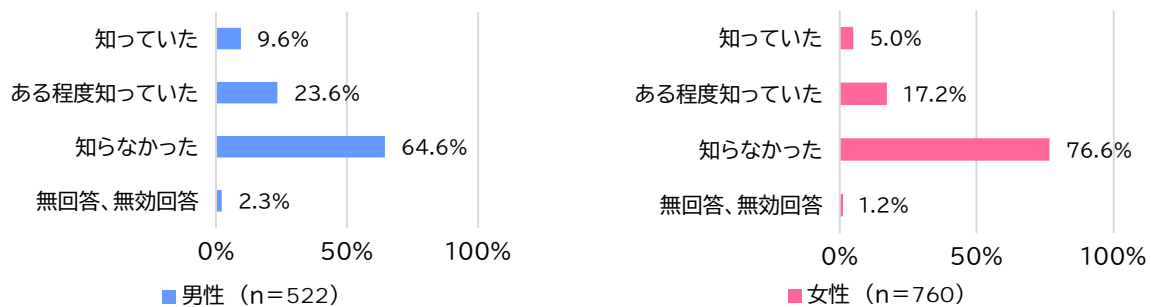 知っていた 9.6%
ある程度知っていた 23.6%
知らなかった 64.6%
無回答、無効回答 2.3%
0% 50% 100%
■男性（n＝522）
知っていた 5.0%
ある程度知っていた 17.2%
知らなかった 76.6%
無回答、無効回答 1.2%
0% 50% 100%
■女性（n＝760）